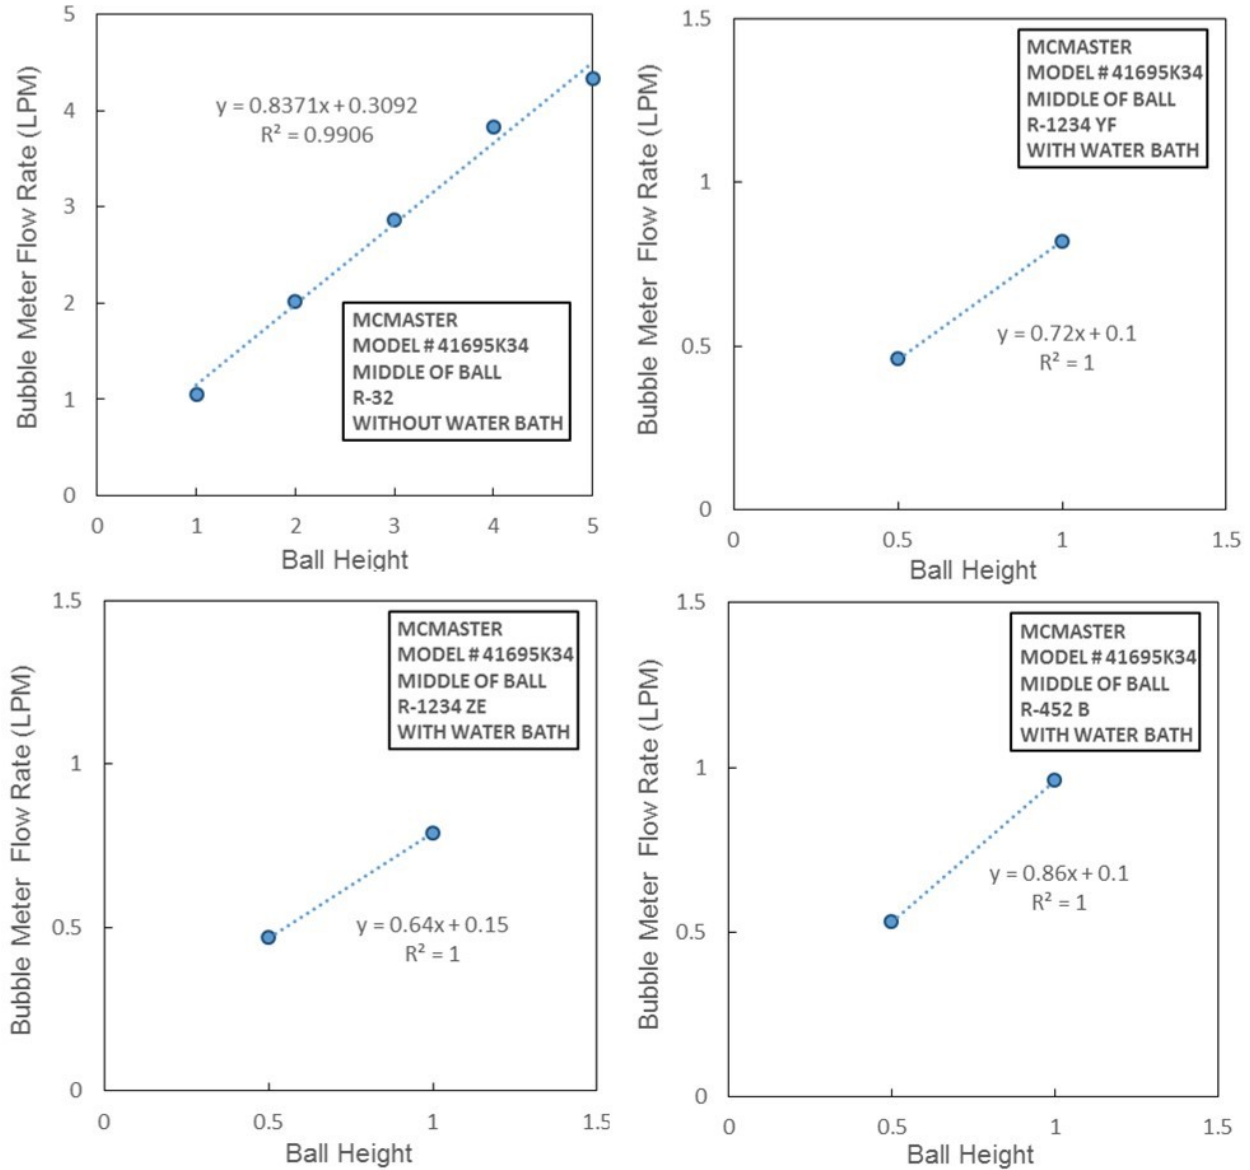 5
4
3
2
1
0
0
1
2
3
4
5
Bubble Meter Flow Rate (LPM)
Ball Height
y = 0.8371x + 0.3092
R² = 0.9906
MCMASTER
MODEL # 41695K34
MIDDLE OF BALL
R-32
WITHOUT WATER BATH
1.5
1
0.5
0
0
0.5
1
1.5
Bubble Meter Flow Rate (LPM)
Ball Height
MCMASTER
MODEL # 41695K34
MIDDLE OF BALL
R-1234 YF
WITH WATER BATH
y = 0.72x + 0.1
R² = 1
1.5
1
0.5
0
0
0.5
1
1.5
Bubble Meter Flow Rate (LPM)
Ball Height
MCMASTER
MODEL # 41695K34
MIDDLE OF BALL
R-1234 ZE
WITH WATER BATH
y = 0.64x + 0.15
R² = 1
1.5
1
0.5
0
0
0.5
1
1.5
Bubble Meter Flow Rate (LPM)
Ball Height
MCMASTER
MODEL # 41695K34
MIDDLE OF BALL
R-452 B
WITH WATER BATH
y = 0.86x + 0.1
R² = 1